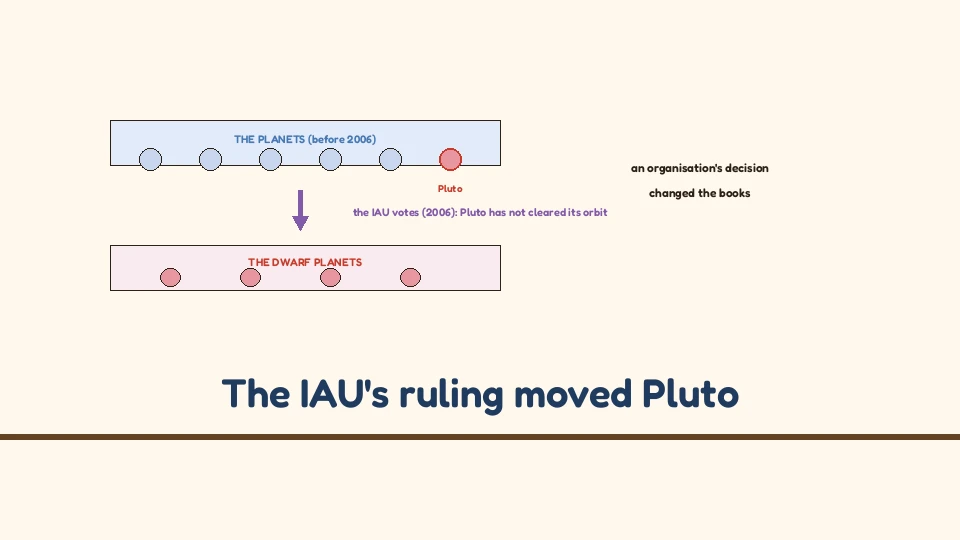 THE PLANETS (before 2006)
Pluto
the IAU votes (2006): Pluto has not cleared its orbit
THE DWARF PLANETS
an organisation's decision
changed the books
The IAU's ruling moved Pluto